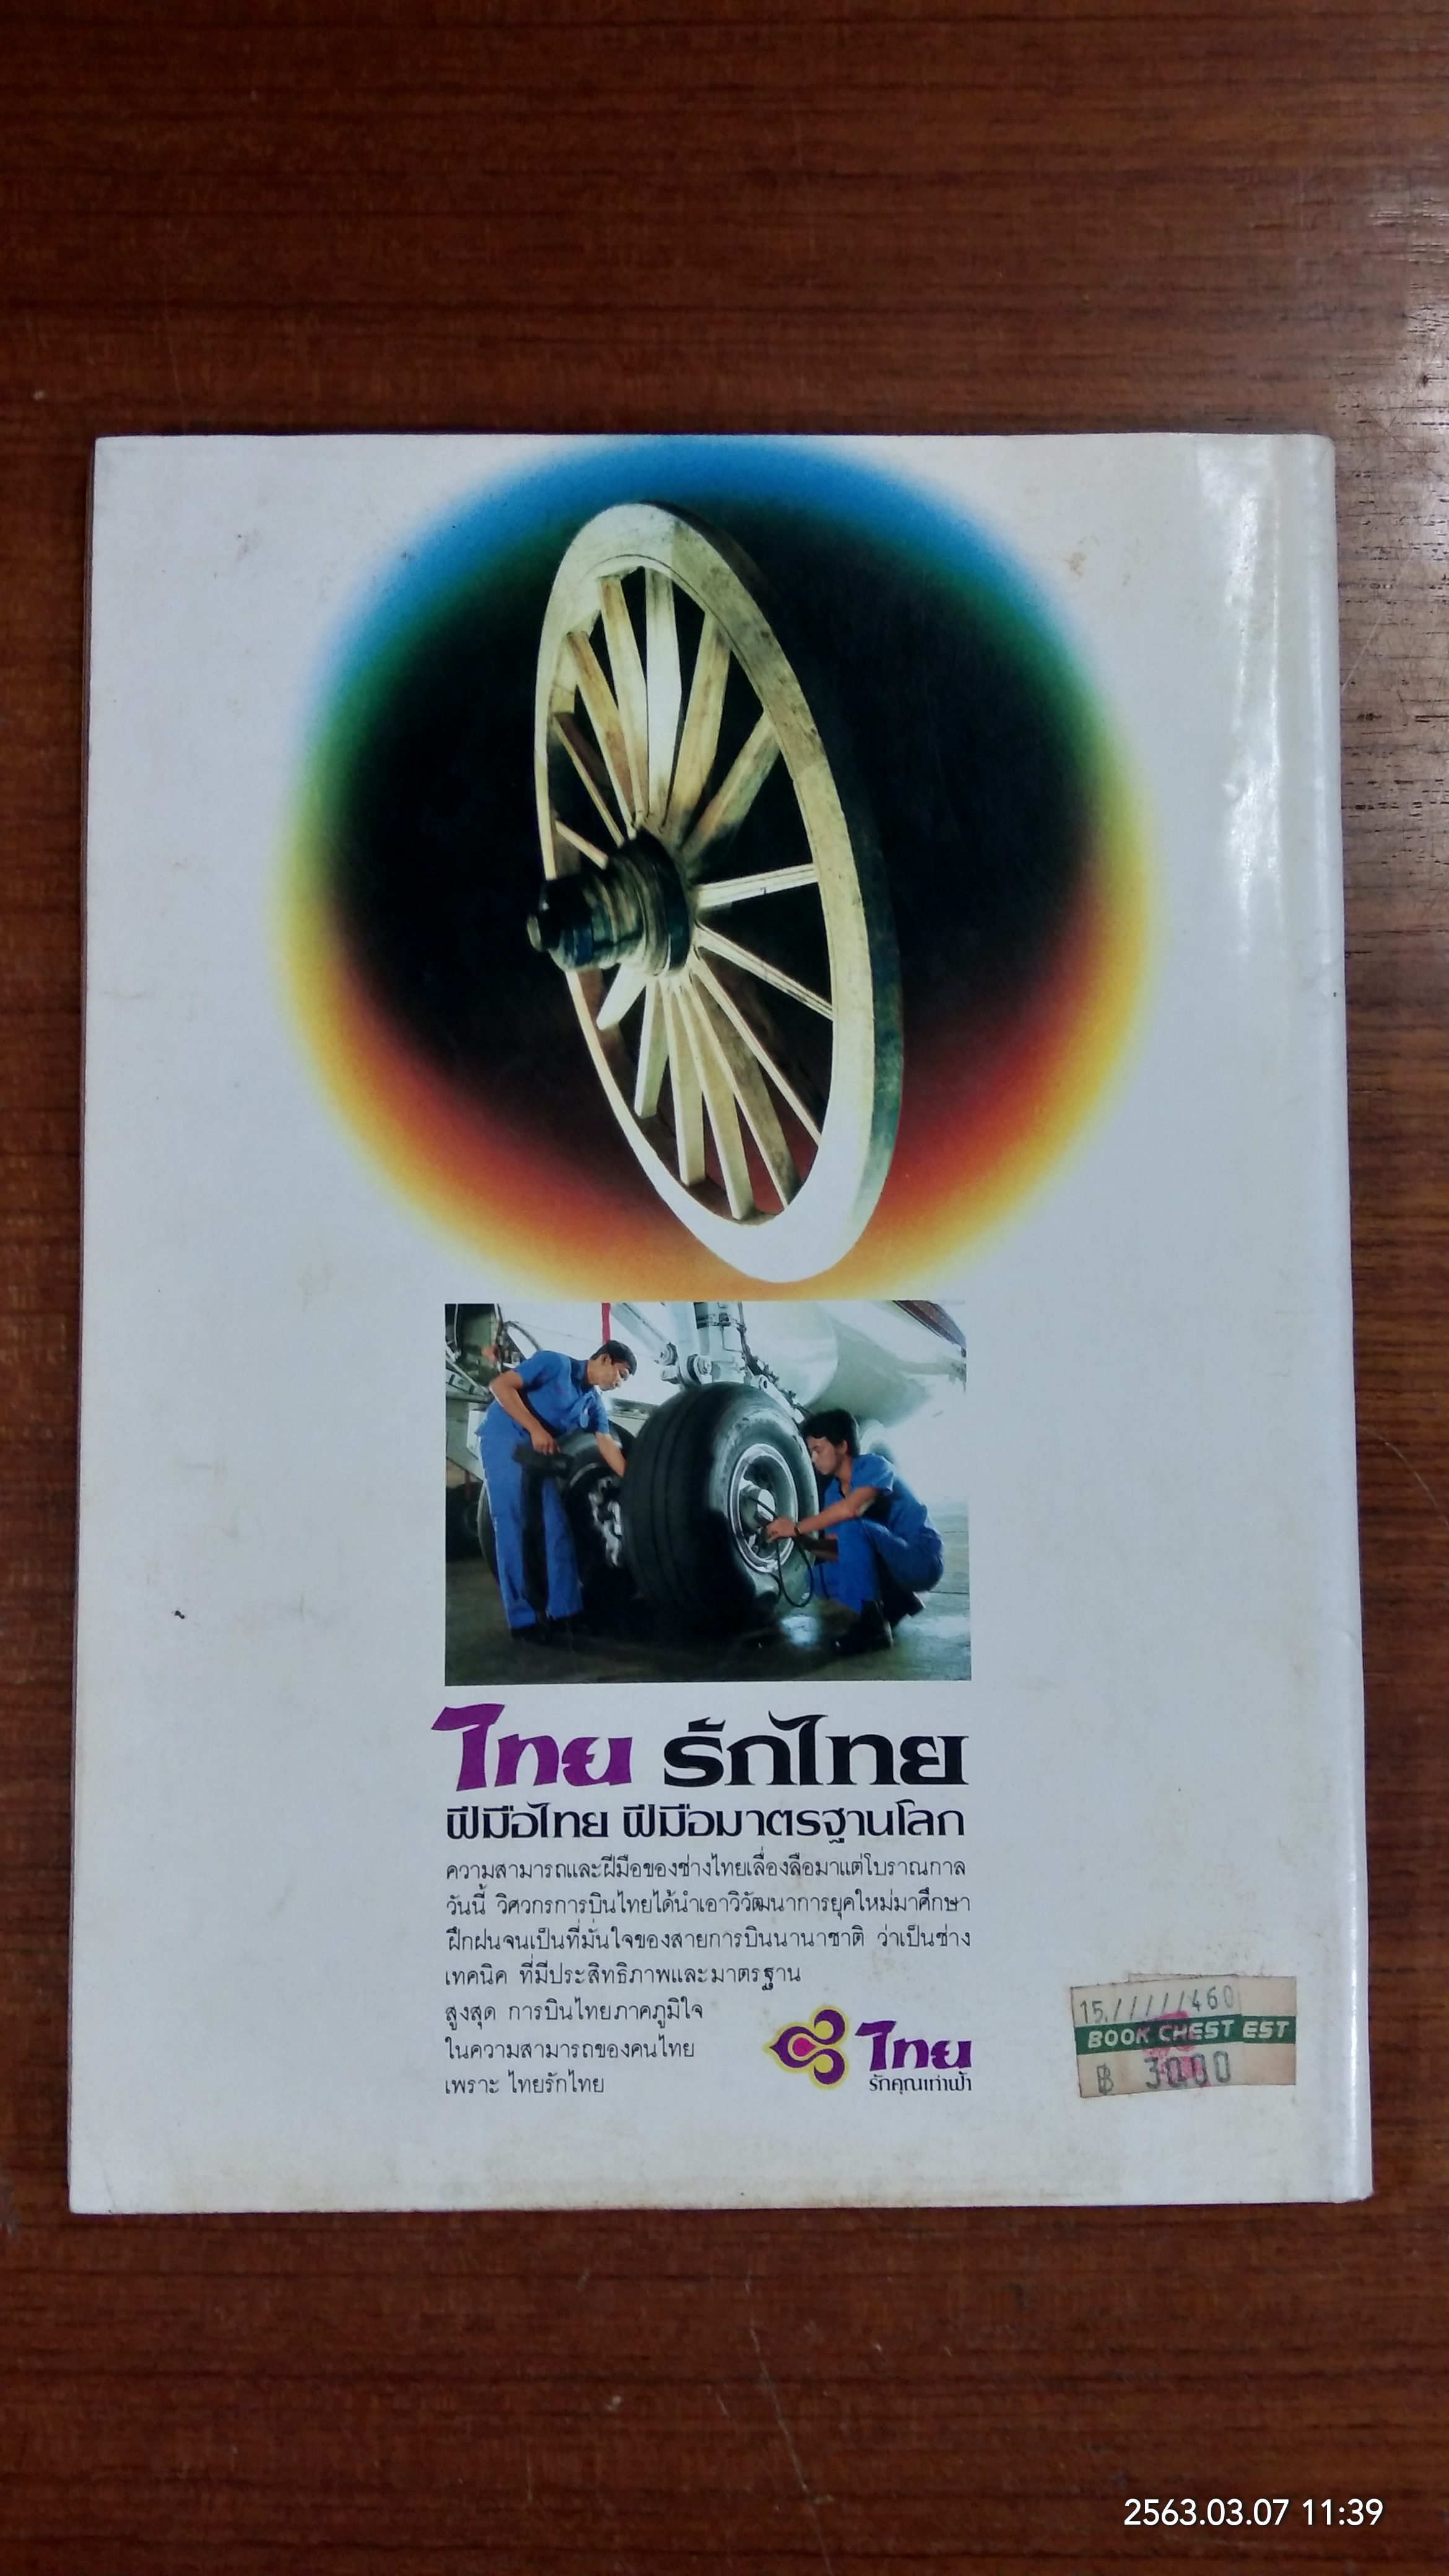 ไทย รักไทย
ฝีมือไทย ฝีมือมาตรฐานโลก
ความสามารถและฝีมือของช่างไทยเลื่องลือมาแต่โบราณกาล
วันนี้ วิศวกรการบินไทยได้นำเอาวิวัฒนาการยุคใหม่มาศึกษา
ฝึกฝนจนเป็นที่มั่นใจของสายการบินนานาชาติ ว่าเป็นช่าง
เทคนิค ที่มีประสิทธิภาพและมาตรฐาน
สูงสุด การบินไทยภาคภูมิใจ
ในความสามารถของคนไทย
เพราะ ไทยรักไทย
ไทย
รักคุณเท่าฟ้า
15./////460
BOOK CHEST EST
฿
2563.03.07 11:39